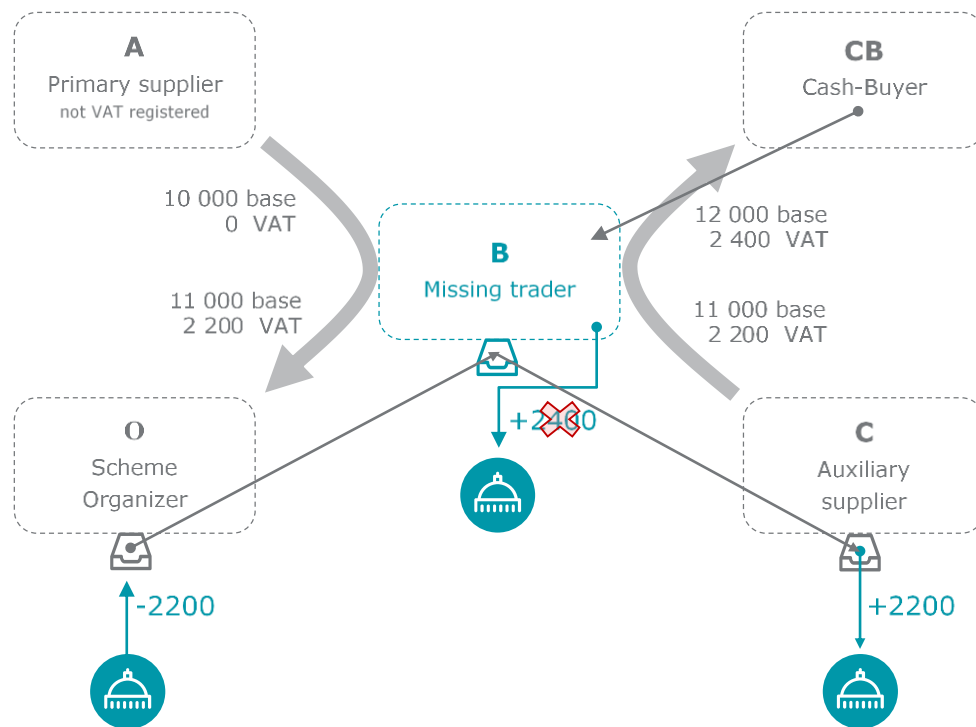 A
Primary supplier
not VAT registered
CB
Cash-Buyer
10 000 base
0 VAT
12 000 base
2 400 VAT
B
Missing trader
11 000 base
2 200 VAT
11 000 base
2 200 VAT
O
Scheme
Organizer
+2400
C
Auxiliary
supplier
-2200
+2200